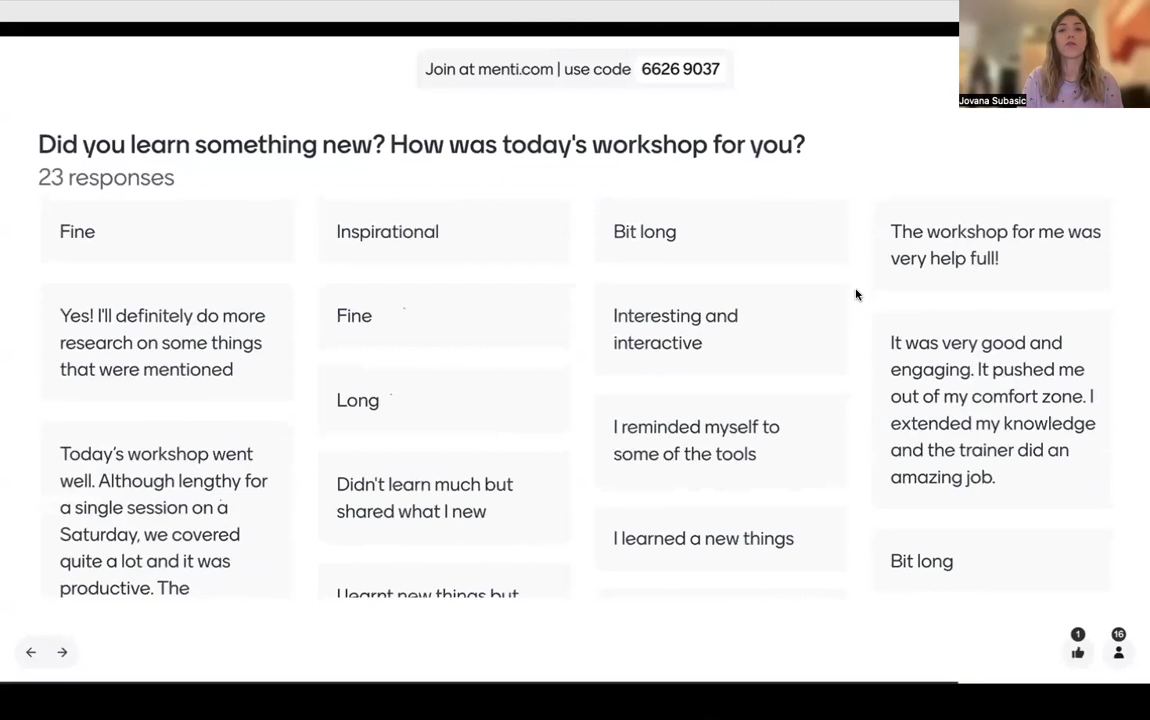 Join at menti.com | use code 6626 9037
Jovana Subasic
Did you learn something new? How was today's workshop for you?
23 responses
Fine
Yes! I'll definitely do more
research on some things
that were mentioned
Today's workshop went
well. Although lengthy for
a single session on a
Saturday, we covered
quite a lot and it was
productive. The
Inspirational
Fine
Long
Didn't learn much but
shared what I new
I learnt new things but
Bit long
Interesting and
interactive
I reminded myself to
some of the tools
I learned a new things
The workshop for me was
very help full!
It was very good and
engaging. It pushed me
out of my comfort zone. I
extended my knowledge
and the trainer did an
amazing job.
Bit long
1
16